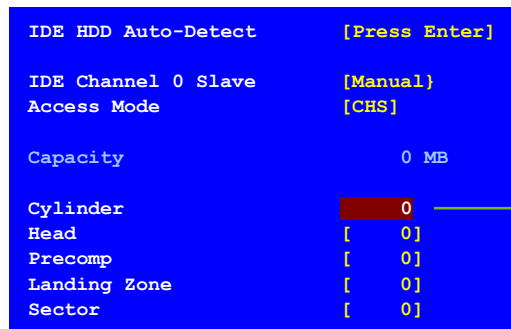 IDE HDD Auto-Detect [Press Enter]
IDE Channel 0 Slave [Manual}
Access Mode [CHS]
Capacity 0 MB
Cylinder 0
Head [ 0]
Precomp [ 0]
Landing Zone [ 0]
Sector [ 0]